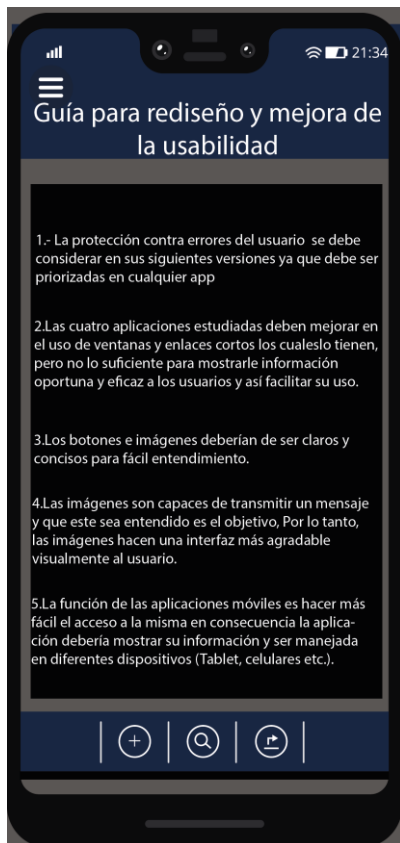 21:34
Guía para rediseño y mejora de
la usabilidad
1.- La protección contra errores del usuario se debe
considerar en sus siguientes versiones ya que debe ser
priorizadas en cualquier app
2.Las cuatro aplicaciones estudiadas deben mejorar en
el uso de ventanas y enlaces cortos los cualeslo tienen,
pero no lo suficiente para mostrarle información
oportuna y eficaz a los usuarios y así facilitar su uso.
3.Los botones e imágenes deberían de ser claros y
concisos para fácil entendimiento.
4.Las imágenes son capaces de transmitir un mensaje
y que este sea entendido es el objetivo, Por lo tanto,
las imágenes hacen una interfaz más agradable
visualmente al usuario.
5.La función de las aplicaciones móviles es hacer más
fácil el acceso a la misma en consecuencia la aplica-
ción debería mostrar su información y ser manejada
en diferentes dispositivos (Tablet, celulares etc.).